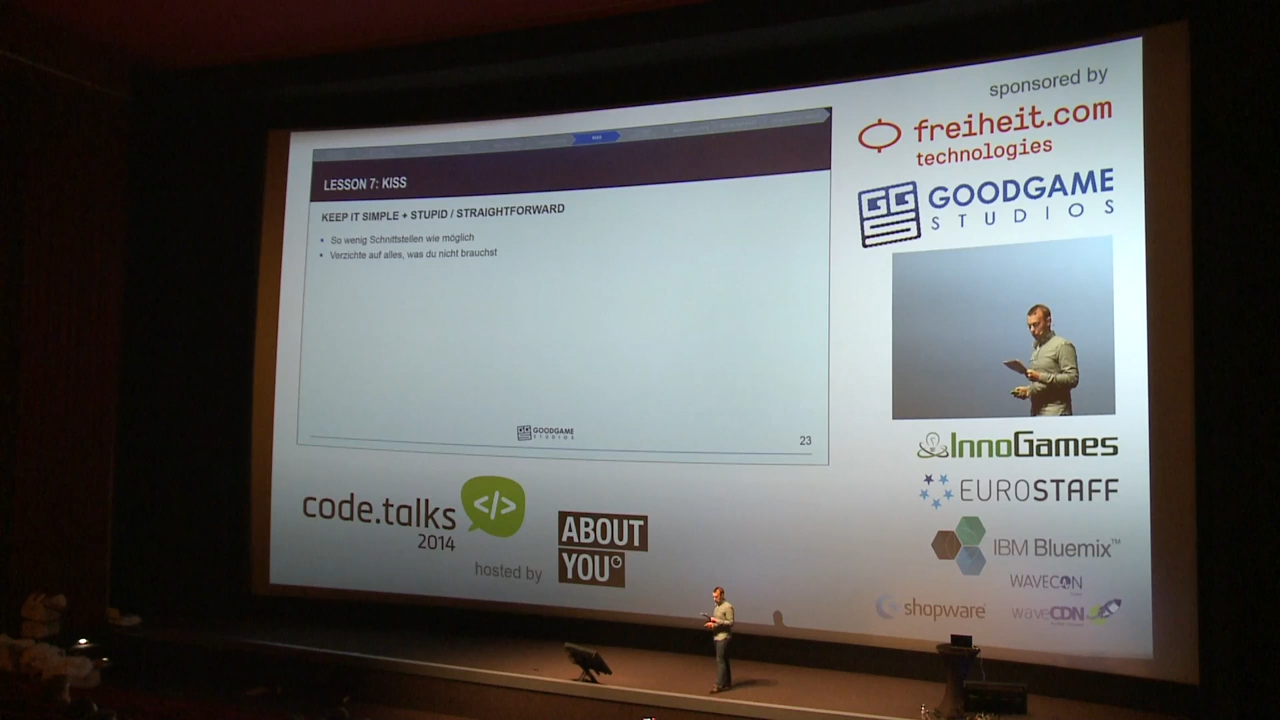 sponsored by
freiheit.com
technologies
GOODGAME
STUDIOS
LESSON 7: KISS
KEEP IT SIMPLE + STUPID / STRAIGHTFORWARD
• So wenig Schnittstellen wie möglich
• Verzichte auf alles, was du nicht brauchst
GOODGAME
STUDIOS
23
InnoGames
EUROSTAFF
IBM Bluemix™
WAVECON
shopware
waveCDN
code.talks
2014
</>
hosted by
ABOUT
YOU